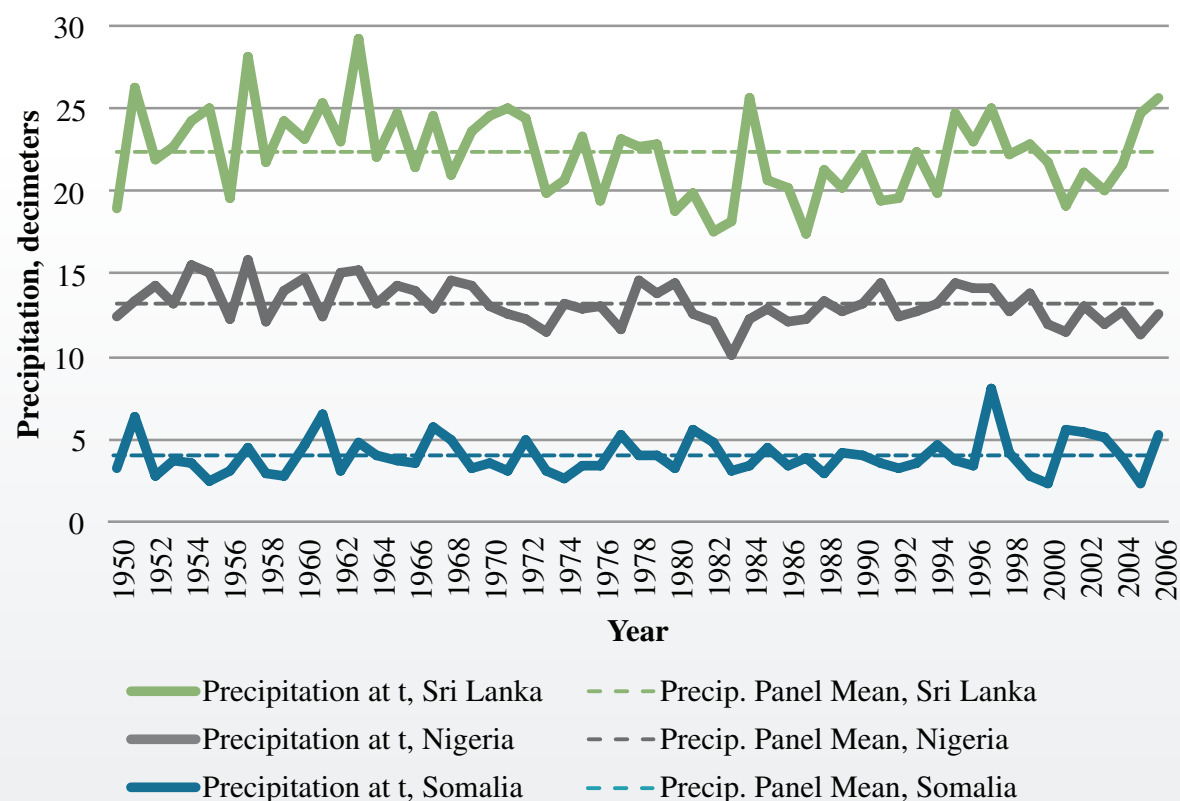 30
25
20
15
10
5
0
Precipitation, decimeters
1950 1952 1954 1956 1958 1960 1962 1964 1966 1968 1970 1972 1974 1976 1978 1980 1982 1984 1986 1988 1990 1992 1994 1996 1998 2000 2002 2004 2006
Year
Precipitation at t, Sri Lanka Precip. Panel Mean, Sri Lanka
Precipitation at t, Nigeria Precip. Panel Mean, Nigeria
Precipitation at t, Somalia Precip. Panel Mean, Somalia